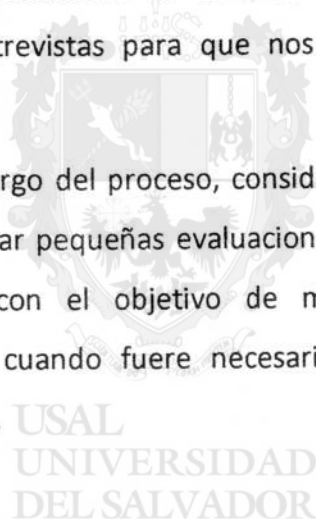 trevistas para que nos
rgo del proceso, consid
ar pequeñas evaluacion
con el objetivo de m
cuando fuere necesari
USAL
UNIVERSIDAD
DEL SALVADOR